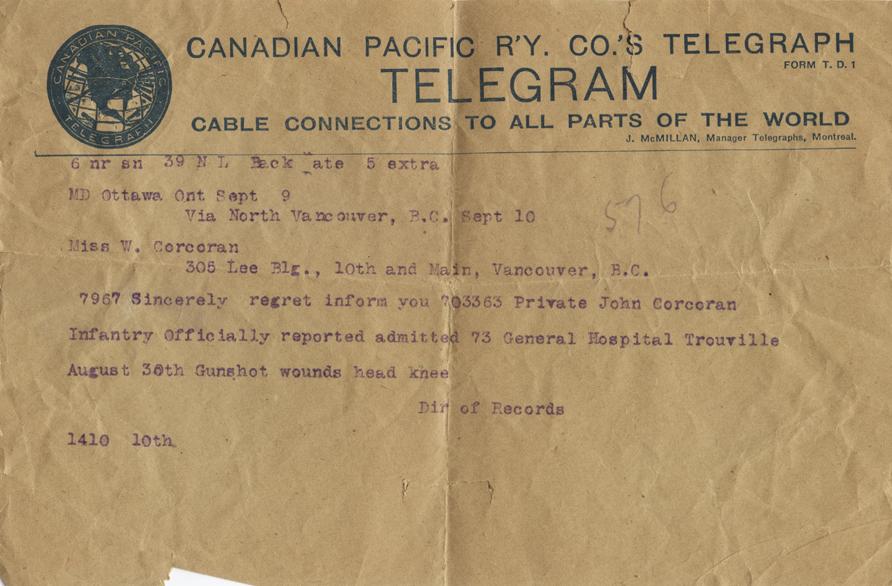 CANADIAN PACIFIC
TELEGRAPH
CANADIAN PACIFIC R'Y. CO.'S TELEGRAPH
FORM T. D. 1
TELEGRAM
CABLE CONNECTIONS TO ALL PARTS OF THE WORLD
J. McMILLAN, Manager Telegraphs, Montreal.
6 nr sn 39 N L Back ate 5 extra
MD Ottawa Ont Sept 9
Via North Vancouver, B.C. Sept 10
576
Miss W. Corcoran
305 Lee Blg., 10th and Main, Vancouver, B.C.
7967 Sincerely regret inform you 703363 Private John Corcoran
Infantry Officially reported admitted 73 General Hospital Trouville
August 30th Gunshot wounds head knee
Dir of Records
1410 10th